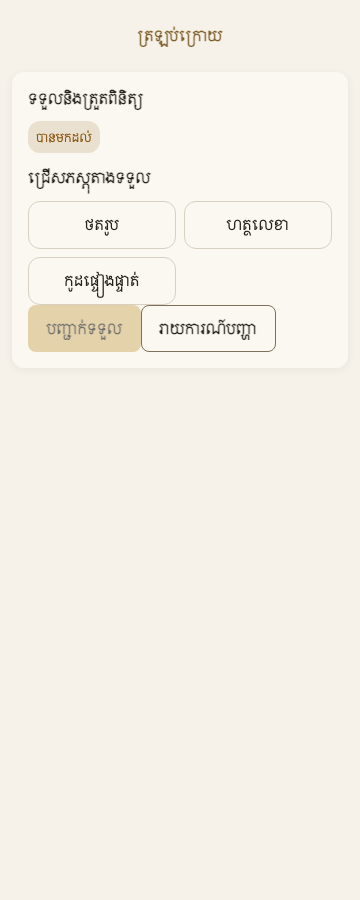 ត្រឡប់ក្រោយ
ទទួលនិងត្រួតពិនិត្យ
បានមកដល់
ជ្រើសភស្តុតាងទទួល
ថតរូប
ហត្ថលេខា
កូដផ្ទៀងផ្ទាត់
បញ្ជាក់ទទួល
រាយការណ៍បញ្ហា